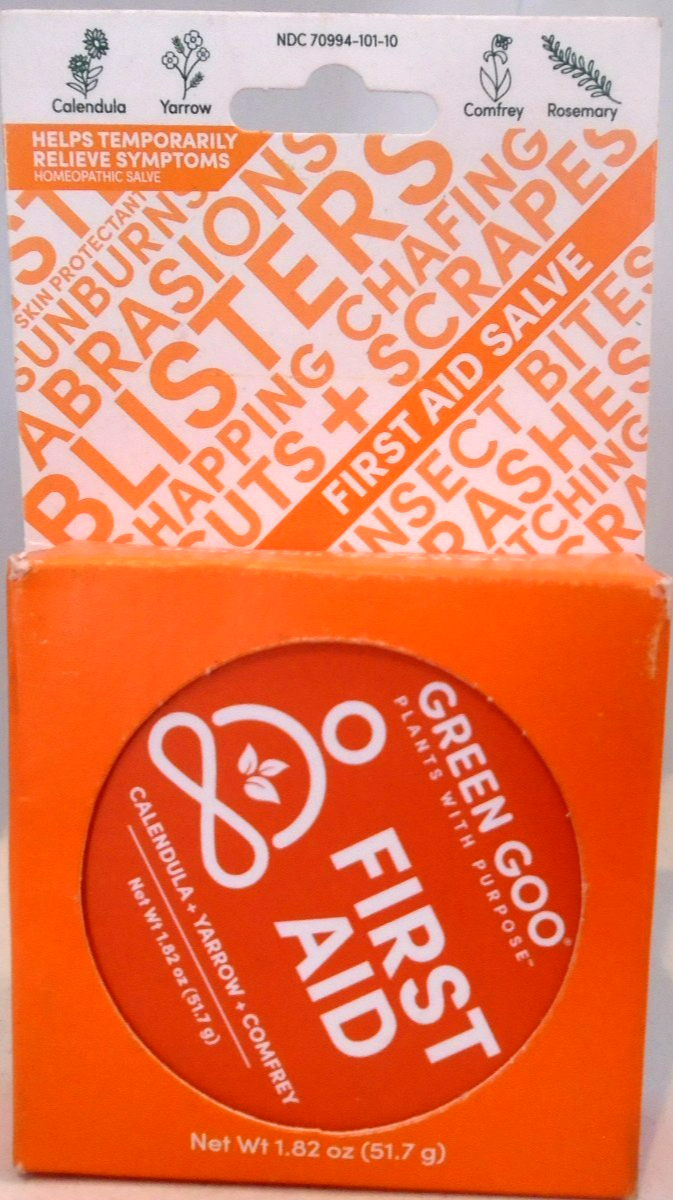 NDC 70994-101-10
Calendula
Yarrow
Comfrey
Rosemary
HELPS TEMPORARILY
RELIEVE SYMPTOMS
HOMEOPATHIC SALVE
SKIN PROTECTANT
SUNBURNS
ABRASIONS
BLISTERS
CHAPPING CHAFING
CUTS + SCRAPES
FIRST AID SALVE
INSECT BITES
RASHES
ITCHING
GREEN GOO®
PLANTS WITH PURPOSE™
FIRST
AID
CALENDULA + YARROW + COMFREY
Net Wt 1.82 oz (51.7 g)
Net Wt 1.82 oz (51.7 g)